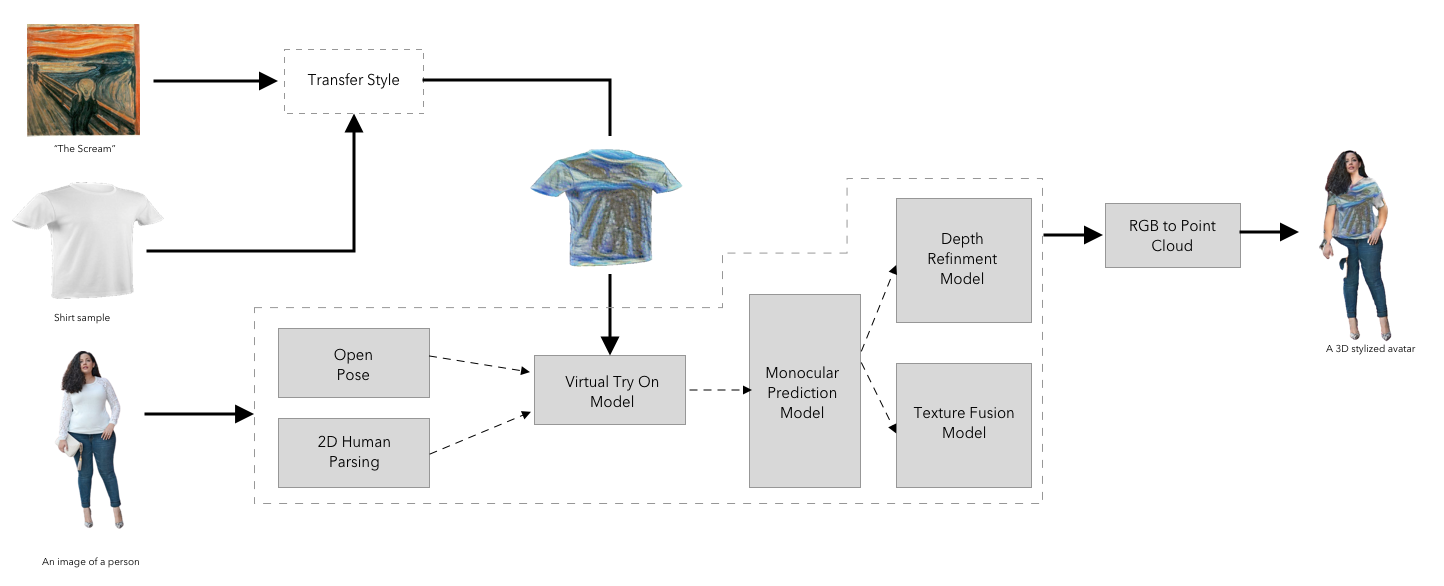 Transfer Style
"The Scream"
Shirt sample
An image of a person
Open
Pose
2D Human
Parsing
Virtual Try On
Model
Monocular
Prediction
Model
Depth
Refinment
Model
Texture Fusion
Model
RGB to Point
Cloud
A 3D stylized avatar